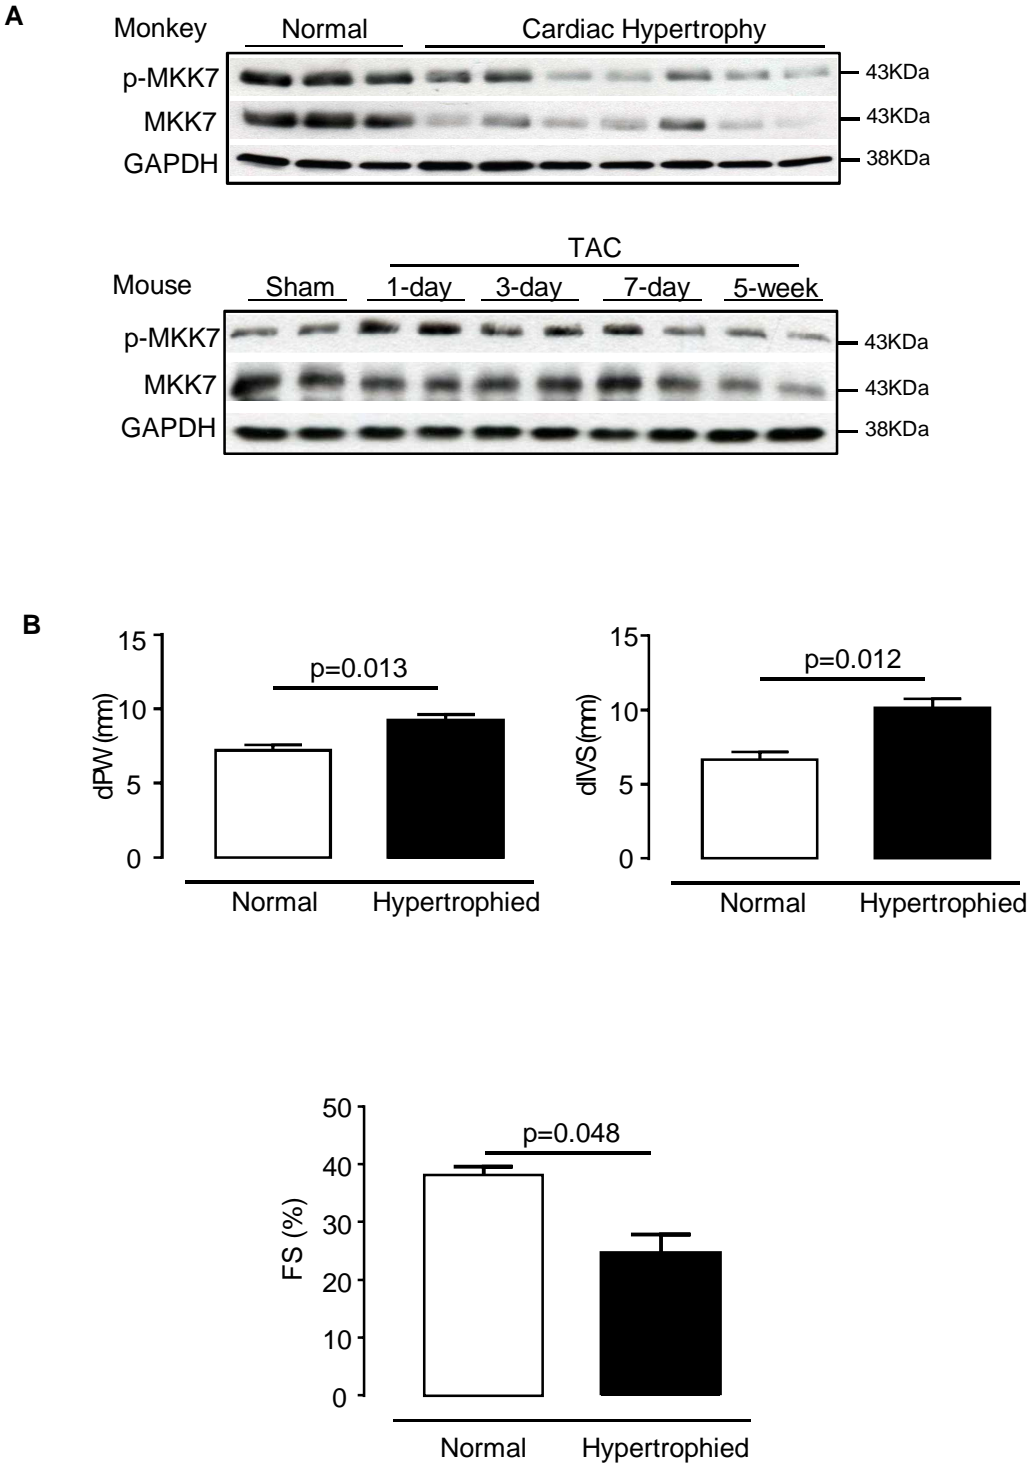 A
Monkey Normal Cardiac Hypertrophy
p-MKK7 43KDa
MKK7 43KDa
GAPDH 38KDa
TAC
Mouse Sham 1-day 3-day 7-day 5-week
p-MKK7 43KDa
MKK7 43KDa
GAPDH 38KDa
B
dPW (mm)
15
10
5
0
p=0.013
Normal Hypertrophied
dIVS (mm)
15
10
5
0
p=0.012
Normal Hypertrophied
FS (%)
50
40
30
20
10
0
p=0.048
Normal Hypertrophied